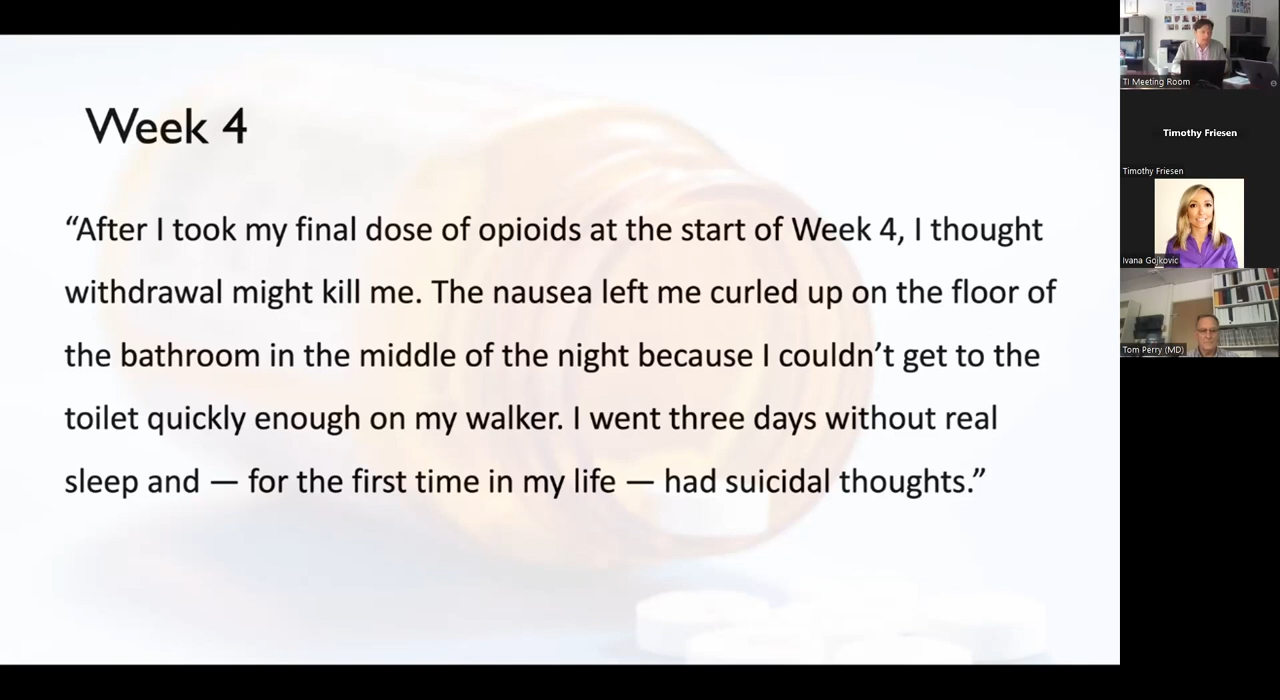 Week 4
“After I took my final dose of opioids at the start of Week 4, I thought
withdrawal might kill me. The nausea left me curled up on the floor of
the bathroom in the middle of the night because I couldn’t get to the
toilet quickly enough on my walker. I went three days without real
sleep and — for the first time in my life — had suicidal thoughts.”
TI Meeting Room
Timothy Friesen
Timothy Friesen
Ivana Gojkovic
Tom Perry (MD)